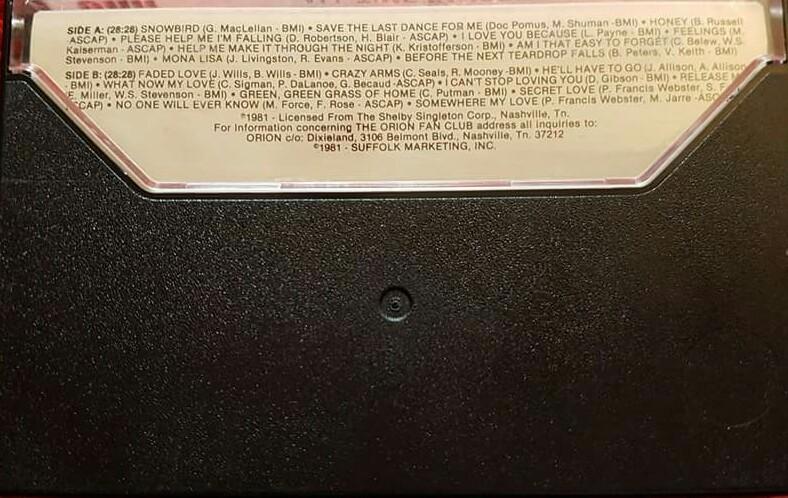 SIDE A: (28:28) SNOWBIRD (G. MacLellan - BMI) • SAVE THE LAST DANCE FOR ME (Doc Pomus, M. Shuman - BMI) • HONEY (B. Russell
ASCAP) • PLEASE HELP ME I'M FALLING (D. Robertson, H. Blair - ASCAP) • I LOVE YOU BECAUSE (L. Payne - BMI) • FEELINGS (M.
Kaiserman - ASCAP) • HELP ME MAKE IT THROUGH THE NIGHT (K. Kristofferson - BMI) • AM I THAT EASY TO FORGET (C. Belew, W.S.
Stevenson - BMI) • MONA LISA (J. Livingston, R. Evans - ASCAP) • BEFORE THE NEXT TEARDROP FALLS (B. Peters, V. Keith - BMI)
SIDE B: (28:28) FADED LOVE (J. Wills, B. Wills - BMI) • CRAZY ARMS (C. Seals, R. Mooney - BMI) • HE'LL HAVE TO GO (J. Allison, A. Allison
- BMI) • WHAT NOW MY LOVE (C. Sigman, P. DaLanoe, G. Becaud - ASCAP) • I CAN'T STOP LOVING YOU (D. Gibson - BMI) • RELEASE M
E. Miller, W.S. Stevenson - BMI) • GREEN, GREEN GRASS OF HOME (C. Putman - BMI) • SECRET LOVE (P. Francis Webster, S. F
ASCAP) • NO ONE WILL EVER KNOW (M. Force, F. Rose - ASCAP) • SOMEWHERE MY LOVE (P. Francis Webster, M. Jarre - ASC
℗1981 - Licensed From The Shelby Singleton Corp., Nashville, Tn.
For Information concerning THE ORION FAN CLUB address all inquiries to:
ORION c/o: Dixieland, 3106 Belmont Blvd., Nashville, Tn. 37212
©1981 - SUFFOLK MARKETING, INC.